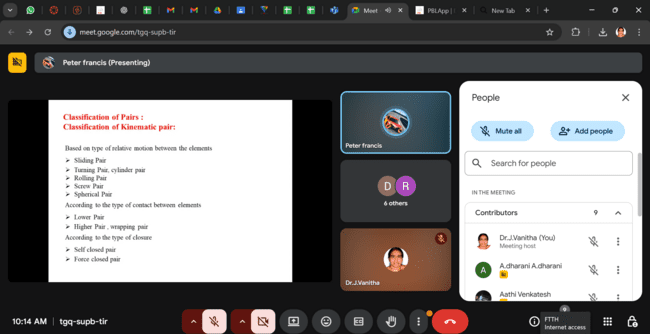 Meet
PBLApp |
New Tab
meet.google.com/tgq-supb-tir
Peter francis (Presenting)
Classification of Pairs :
Classification of Kinematic pair:
Based on type of relative motion between the elements
➢ Sliding Pair
➢ Turning Pair, cylinder pair
➢ Rolling Pair
➢ Screw Pair
➢ Spherical Pair
According to the type of contact between elements
➢ Lower Pair
➢ Higher Pair , wrapping pair
According to the type of closure
➢ Self closed pair
➢ Force closed pair
Peter francis
D R
6 others
Dr.J.Vanitha
People
Mute all
Add people
Search for people
IN THE MEETING
Contributors 9
Dr.J.Vanitha (You)
Meeting host
A
A.dharani A.dharani
Aathi Venkatesh
10:14 AM | tgq-supb-tir
9
FTTH
Internet access